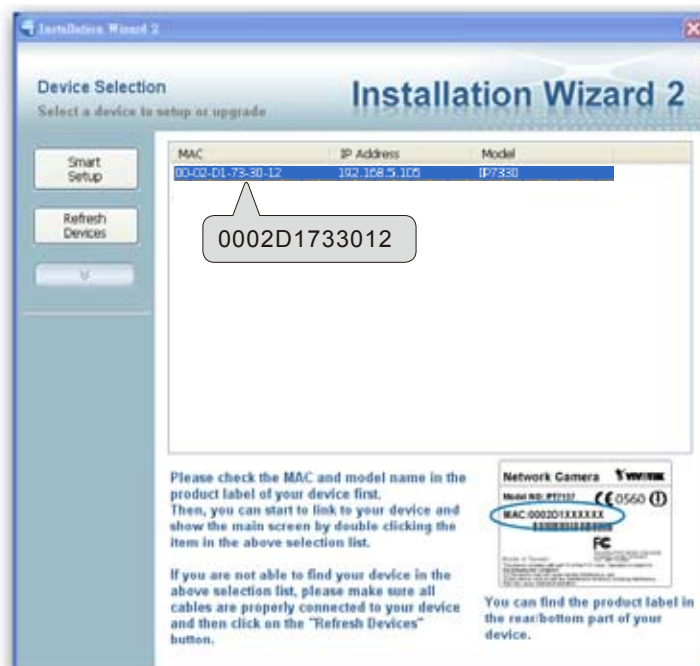 Installation Wizard 2
Device Selection
Select a device to setup or upgrade
Installation Wizard 2
Smart
Setup
Refresh
Devices
MAC IP Address Model
00-02-D1-73-30-12 192.168.5.105 IP7330
0002D1733012
Please check the MAC and model name in the
product label of your device first.
Then, you can start to link to your device and
show the main screen by double clicking the
item in the above selection list.
If you are not able to find your device in the
above selection list, please make sure all
cables are properly connected to your device
and then click on the "Refresh Devices"
button.
Network Camera VIVOTEK
Model NO: CE0560
MAC:0002D1XXXXXX
FC
You can find the product label in
the rear/bottom part of your
device.